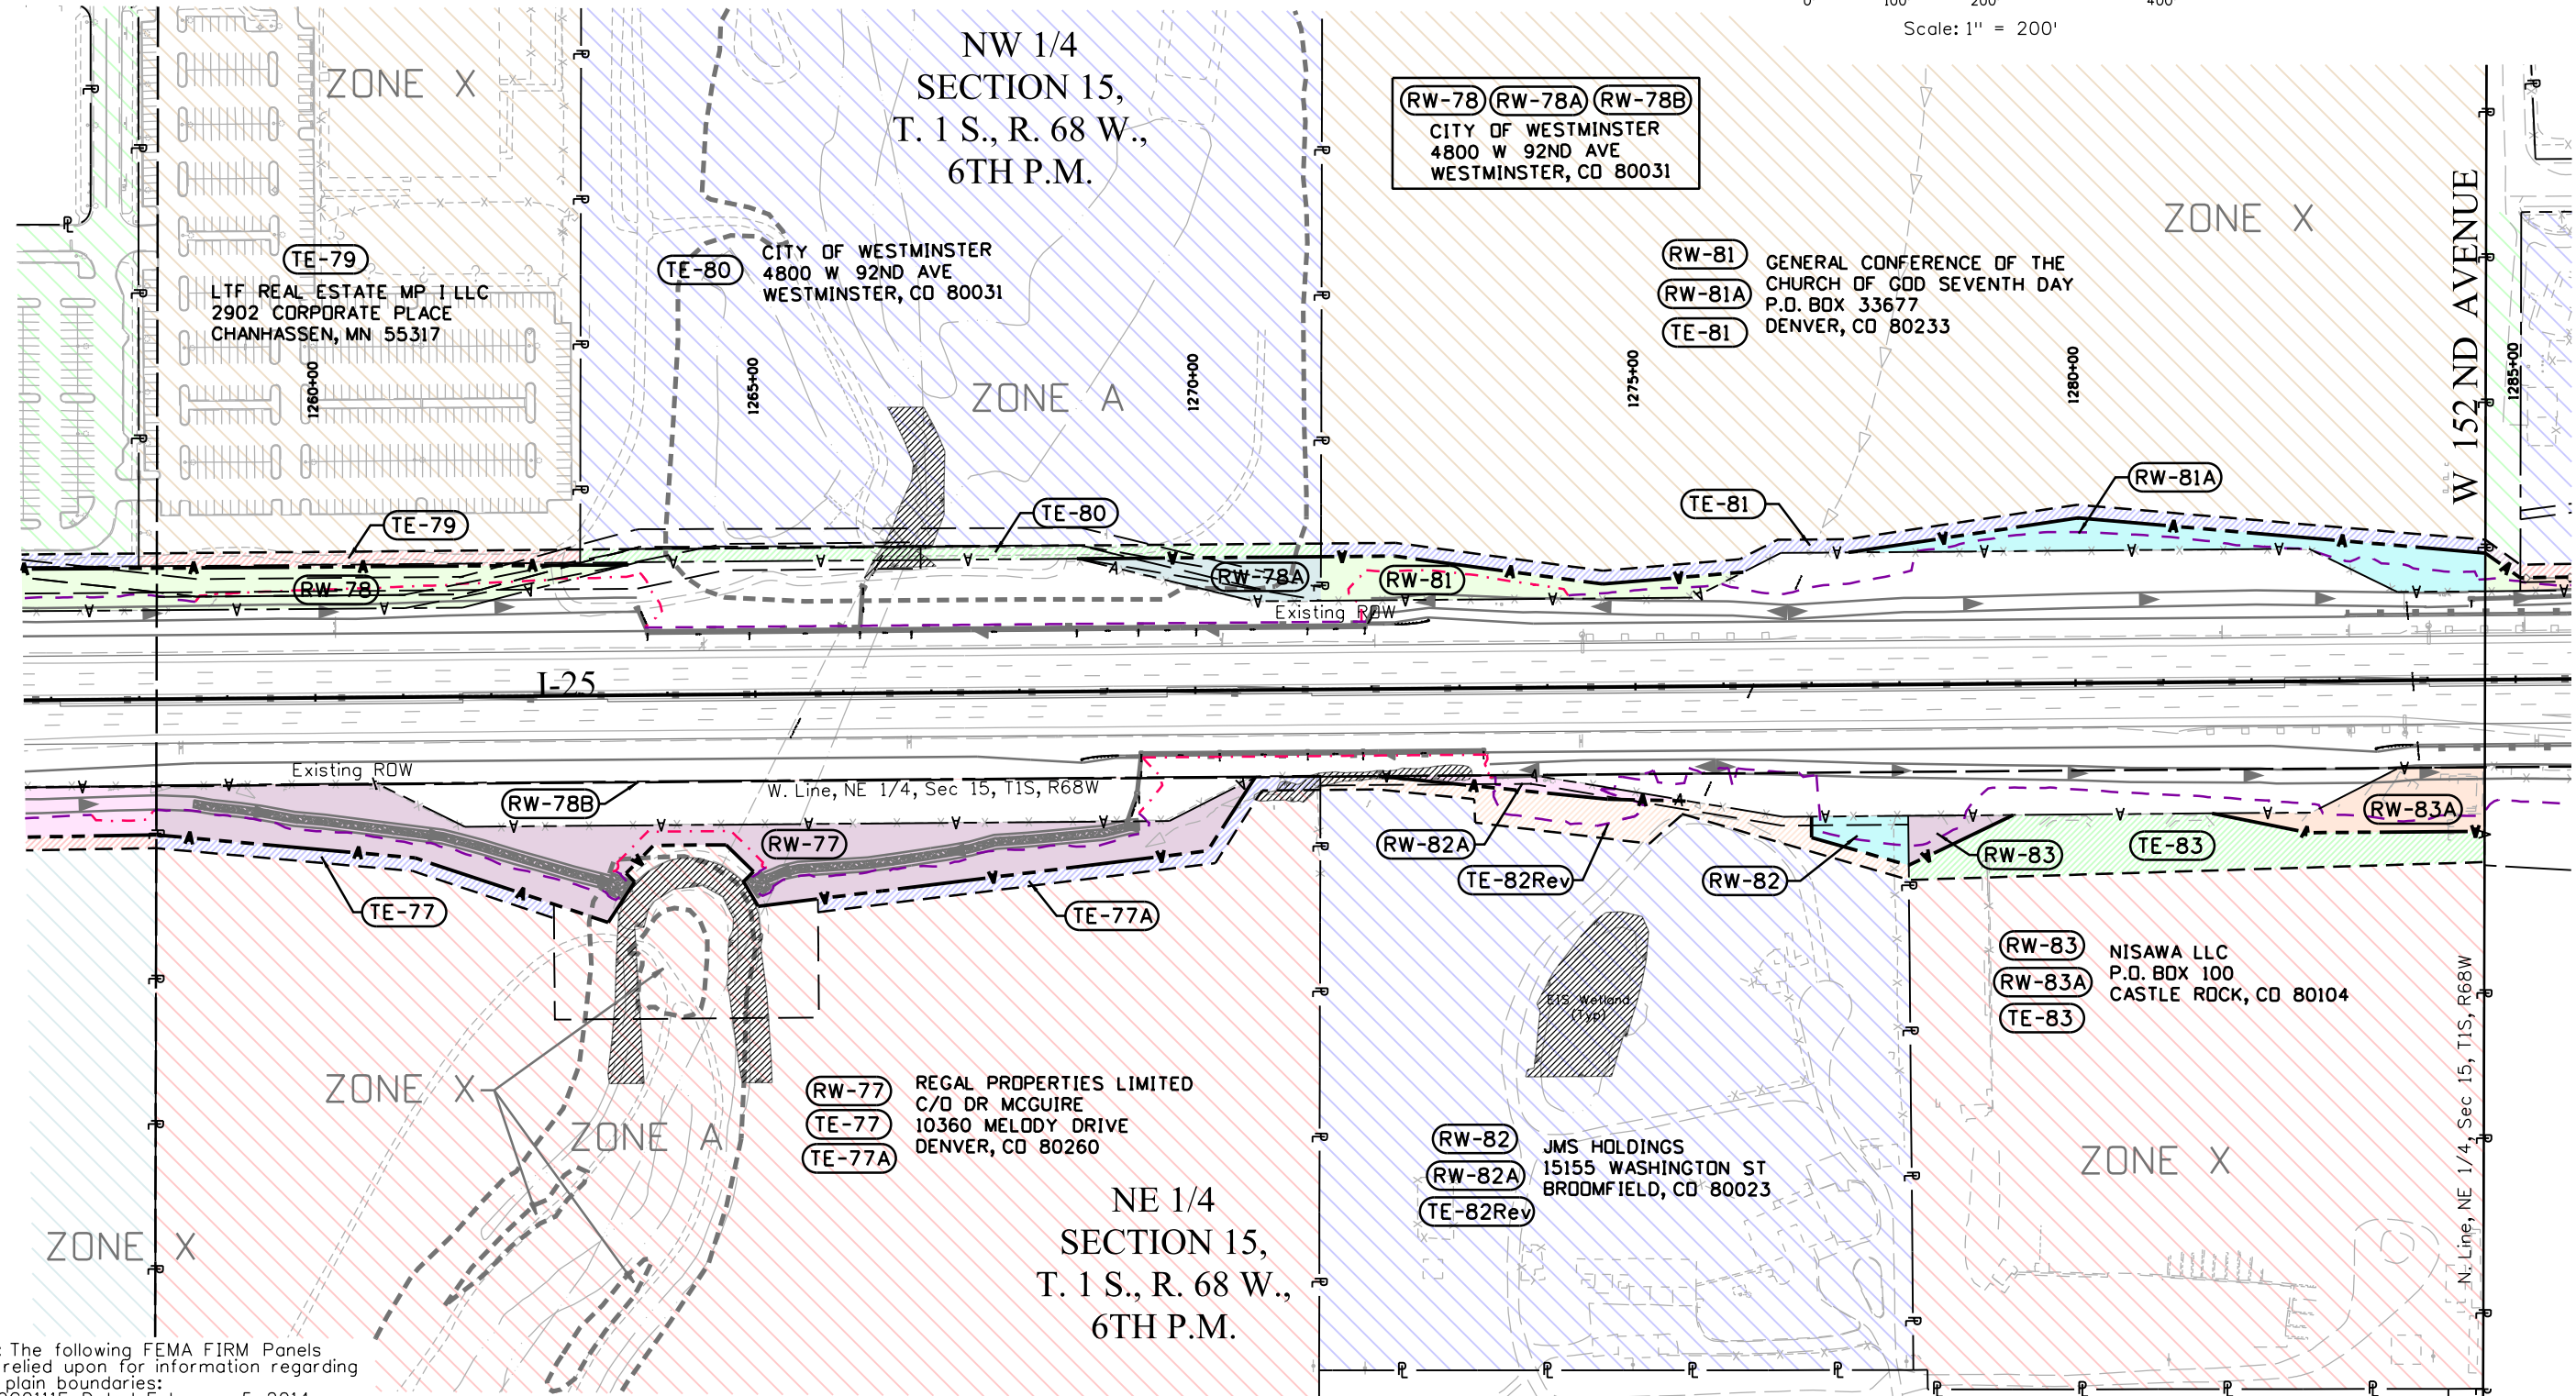 0 100 200 400
Scale: 1" = 200'
ZONE X
NW 1/4
SECTION 15,
T. 1 S., R. 68 W.,
6TH P.M.
RW-78 RW-78A RW-78B
CITY OF WESTMINSTER
4800 W 92ND AVE
WESTMINSTER, CO 80031
ZONE X
W 152ND AVENUE
TE-79
LTF REAL ESTATE MP I LLC
2902 CORPORATE PLACE
CHANHASSEN, MN 55317
TE-80
CITY OF WESTMINSTER
4800 W 92ND AVE
WESTMINSTER, CO 80031
RW-81
RW-81A
TE-81
GENERAL CONFERENCE OF THE
CHURCH OF GOD SEVENTH DAY
P.O. BOX 33677
DENVER, CO 80233
1260+00
1265+00
1270+00
1275+00
1280+00
1285+00
ZONE A
TE-79
TE-80
TE-81
RW-81A
RW-78
RW-78A
RW-81
Existing ROW
I-25
Existing ROW
RW-78B
W. Line, NE 1/4, Sec 15, T1S, R68W
RW-77
RW-82A
RW-83A
TE-83
RW-83
TE-82Rev
RW-82
TE-77
TE-77A
RW-83
RW-83A
TE-83
NISAWA LLC
P.O. BOX 100
CASTLE ROCK, CO 80104
EIS Wetland
(Typ)
N. Line, NE 1/4, Sec 15, T1S, R68W
ZONE X
ZONE A
RW-77
TE-77
TE-77A
REGAL PROPERTIES LIMITED
C/O DR MCGUIRE
10360 MELODY DRIVE
DENVER, CO 80260
RW-82
RW-82A
TE-82Rev
JMS HOLDINGS
15155 WASHINGTON ST
BROOMFIELD, CO 80023
ZONE X
NE 1/4
SECTION 15,
T. 1 S., R. 68 W.,
6TH P.M.
ZONE X
: The following FEMA FIRM Panels
relied upon for information regarding
plain boundaries: